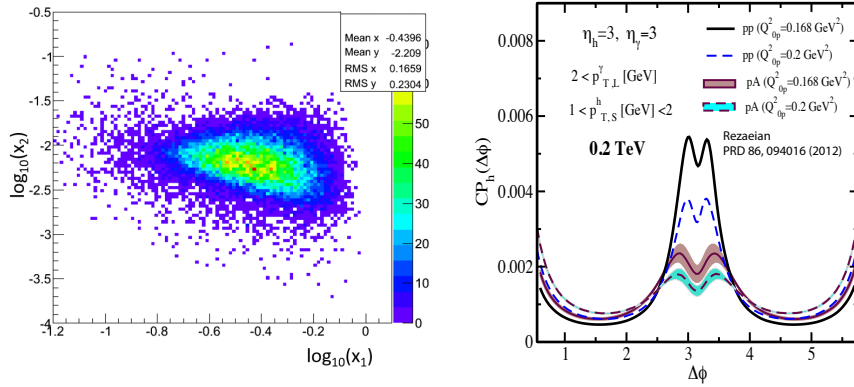 -0.5
-1
-1.5
-2
-2.5
-3
-3.5
-4
-1.2
-1
-0.8
-0.6
-0.4
-0.2
0
log10(x2)
log10(x1)
Mean x -0.4396
Mean y -2.209
RMS x 0.1659
RMS y 0.2304
50
40
30
20
10
0
0.008
0.006
0.004
0.002
0.000
1
2
3
4
5
CPh(Δϕ)
Δϕ
ηh=3, ηγ=3
2 < pγT,L [GeV]
1 < phT,S [GeV] <2
0.2 TeV
pp (Q20p=0.168 GeV2)
pp (Q20p=0.2 GeV2)
pA (Q20p=0.168 GeV2)
pA (Q20p=0.2 GeV2)
Rezaeian
PRD 86, 094016 (2012)